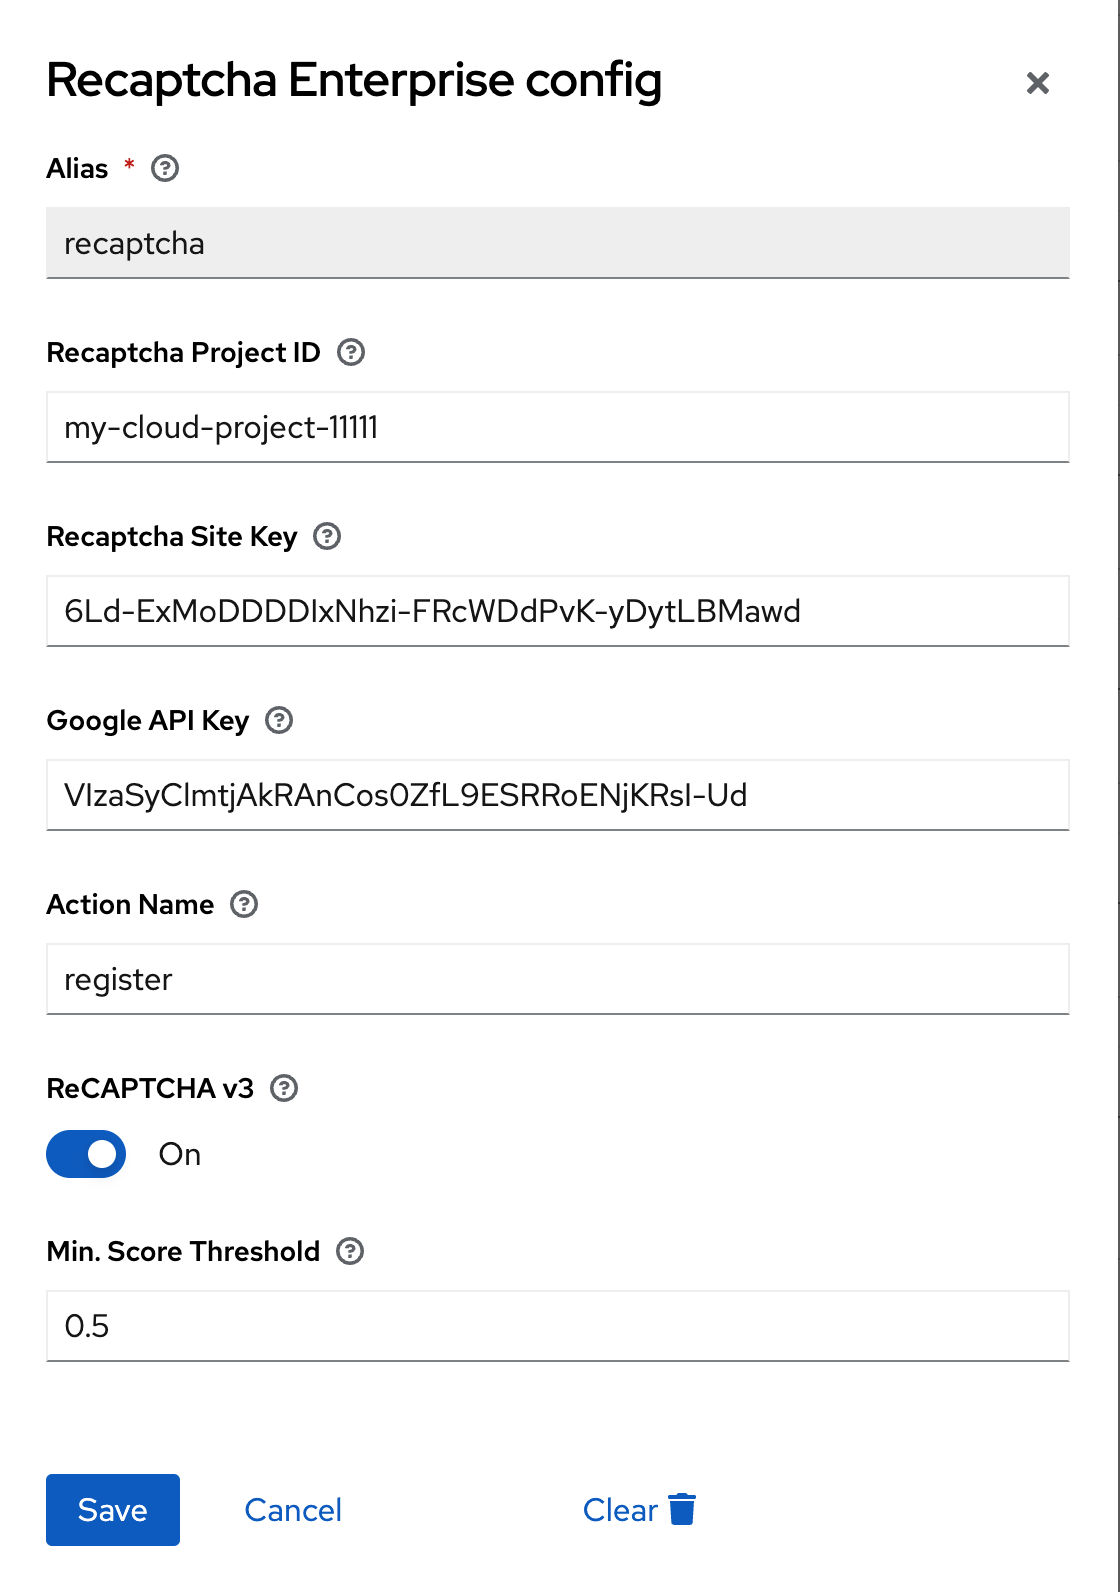 Recaptcha Enterprise config
Alias *
recaptcha
Recaptcha Project ID
my-cloud-project-11111
Recaptcha Site Key
6Ld-ExMoDDDDIxNhzi-FRcWDdPvK-yDytLBMawd
Google API Key
VIzaSyClmtjAkRAnCos0ZfL9ESRRoENjKRsI-Ud
Action Name
register
ReCAPTCHA v3
On
Min. Score Threshold
0.5
Save Cancel Clear